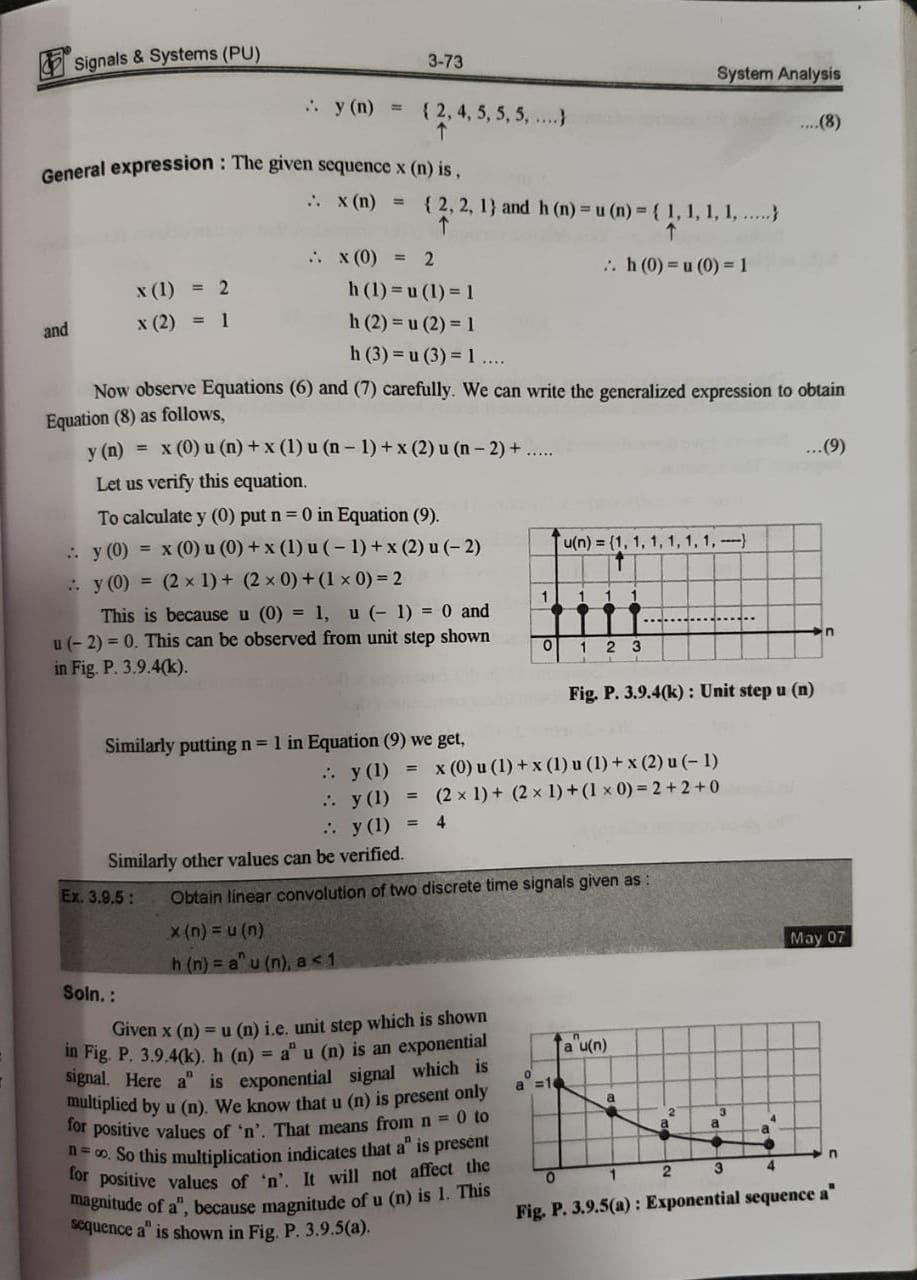 Signals & Systems (PU)
3-73
System Analysis
∴ y (n) = { 2, 4, 5, 5, 5, ....}
↑
....(8)
General expression : The given sequence x (n) is ,
∴ x (n) = { 2, 2, 1} and h (n) = u (n) = { 1, 1, 1, 1, .....}
↑ ↑
∴ x (0) = 2 ∴ h (0) = u (0) = 1
x (1) = 2 h (1) = u (1) = 1
and x (2) = 1 h (2) = u (2) = 1
h (3) = u (3) = 1 ....
Now observe Equations (6) and (7) carefully. We can write the generalized expression to obtain
Equation (8) as follows,
y (n) = x (0) u (n) + x (1) u (n – 1) + x (2) u (n – 2) + ..... ...(9)
Let us verify this equation.
To calculate y (0) put n = 0 in Equation (9).
∴ y (0) = x (0) u (0) + x (1) u ( – 1) + x (2) u (– 2)
∴ y (0) = (2 × 1) + (2 × 0) + (1 × 0) = 2
This is because u (0) = 1, u (– 1) = 0 and
u (– 2) = 0. This can be observed from unit step shown
in Fig. P. 3.9.4(k).
u(n) = {1, 1, 1, 1, 1, 1, ----}
↑
1 1 1 1
n
0 1 2 3
Fig. P. 3.9.4(k) : Unit step u (n)
Similarly putting n = 1 in Equation (9) we get,
∴ y (1) = x (0) u (1) + x (1) u (1) + x (2) u (– 1)
∴ y (1) = (2 × 1) + (2 × 1) + (1 × 0) = 2 + 2 + 0
∴ y (1) = 4
Similarly other values can be verified.
Ex. 3.9.5 : Obtain linear convolution of two discrete time signals given as :
x (n) = u (n)
May 07
h (n) = aⁿ u (n), a < 1
Soln. :
Given x (n) = u (n) i.e. unit step which is shown
in Fig. P. 3.9.4(k). h (n) = aⁿ u (n) is an exponential
signal. Here aⁿ is exponential signal which is
multiplied by u (n). We know that u (n) is present only
for positive values of ‘n’. That means from n = 0 to
n = ∞. So this multiplication indicates that aⁿ is present
for positive values of ‘n’. It will not affect the
magnitude of aⁿ, because magnitude of u (n) is 1. This
sequence aⁿ is shown in Fig. P. 3.9.5(a).
aⁿu(n)
a⁰ =1
a
a² a³ a⁴
n
0 1 2 3 4
Fig. P. 3.9.5(a) : Exponential sequence aⁿ